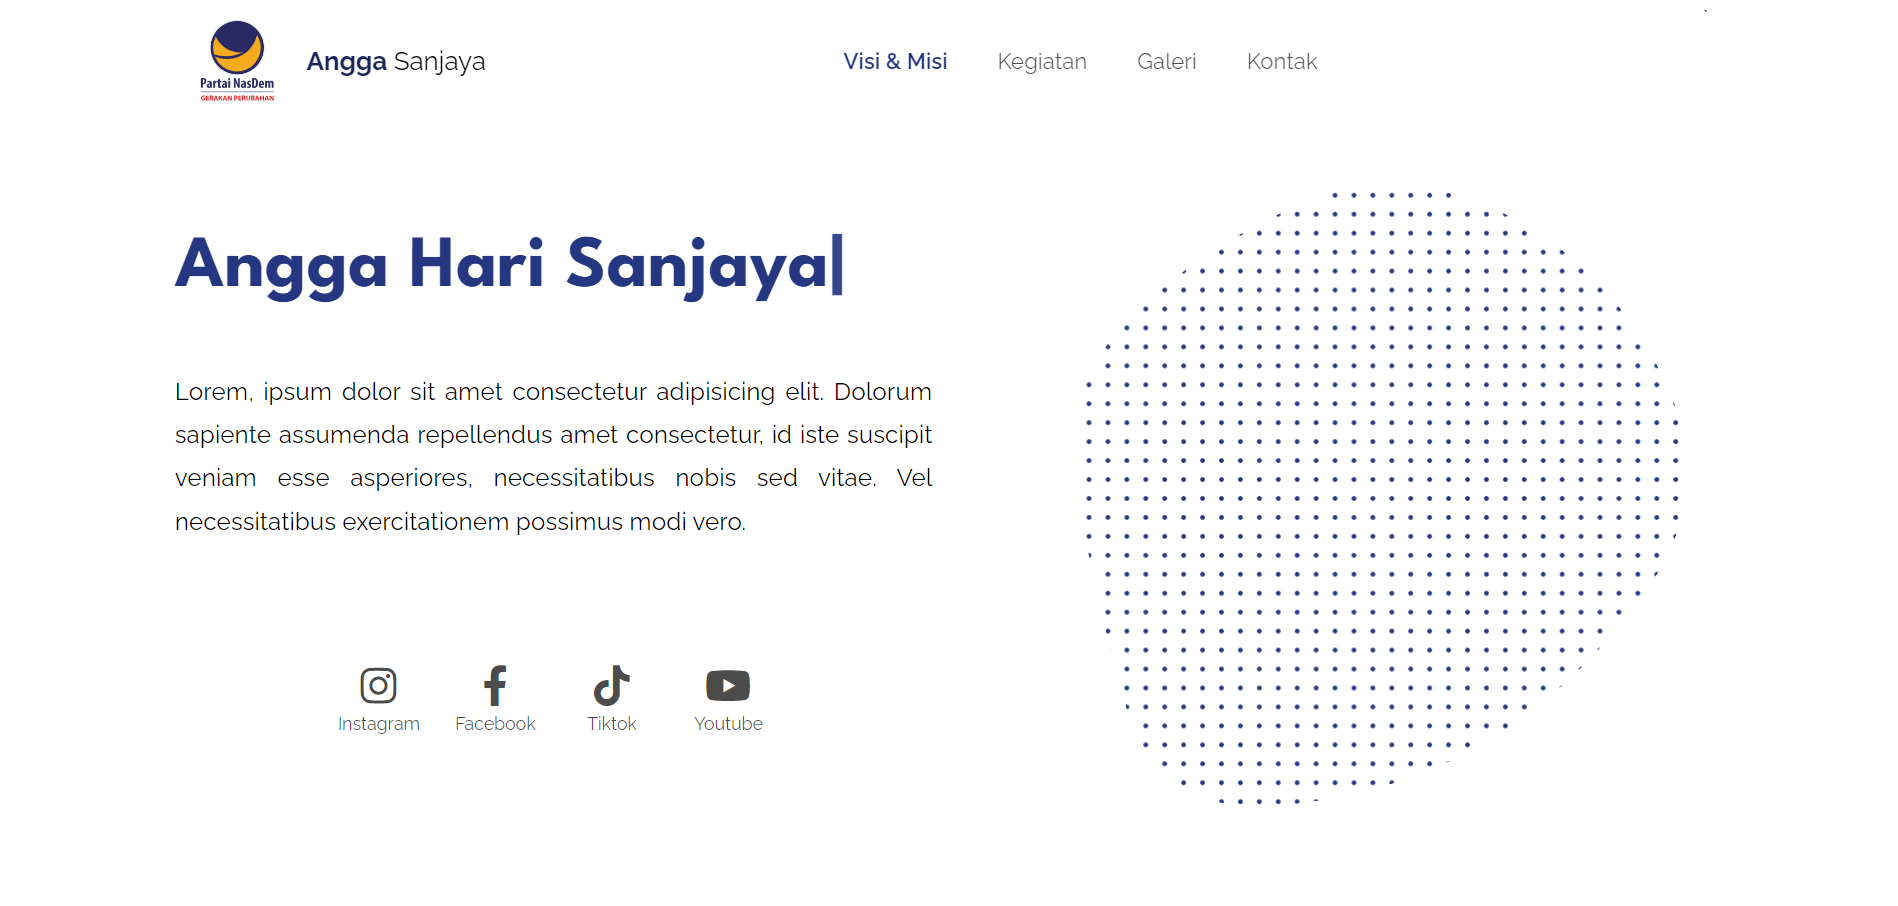 Partai NasDem
GERAKAN PERUBAHAN
Angga Sanjaya
Visi & Misi
Kegiatan
Galeri
Kontak
`
Angga Hari Sanjaya|
Lorem, ipsum dolor sit amet consectetur adipisicing elit. Dolorum
sapiente assumenda repellendus amet consectetur, id iste suscipit
veniam esse asperiores, necessitatibus nobis sed vitae. Vel
necessitatibus exercitationem possimus modi vero.
Instagram
Facebook
Tiktok
Youtube